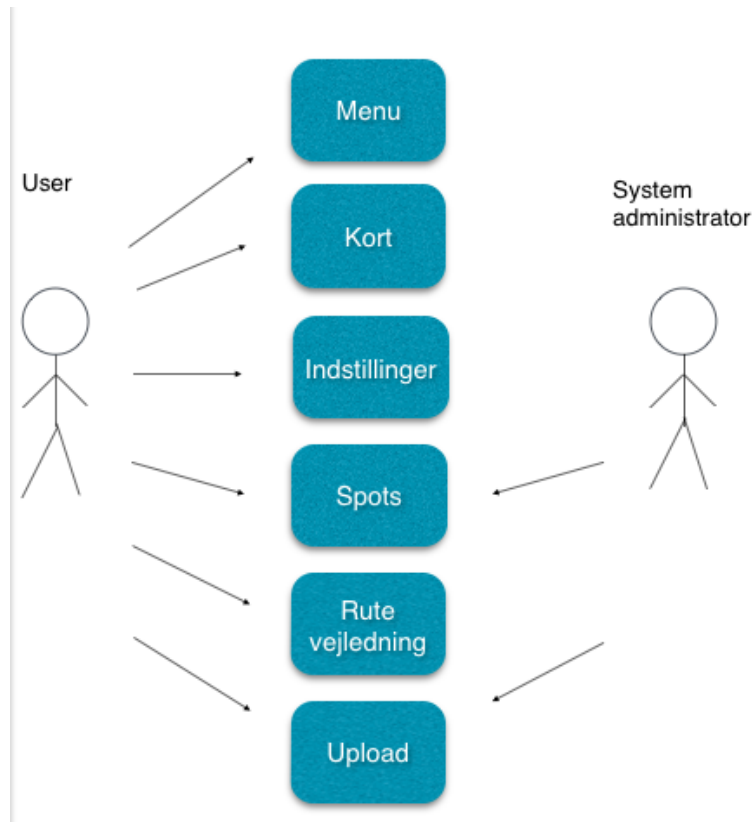 Menu
User
System
administrator
Kort
Indstillinger
Spots
Rute
vejledning
Upload